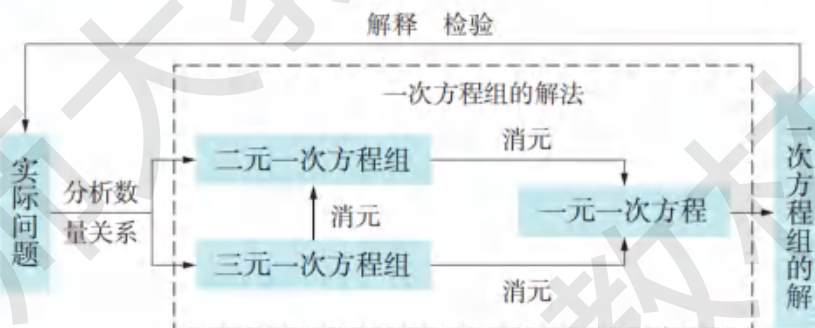 解释 检验
一次方程组的解法
实际问题
分析数
量关系
二元一次方程组
消元
消元
一元一次方程
三元一次方程组
消元
一次方程组的解